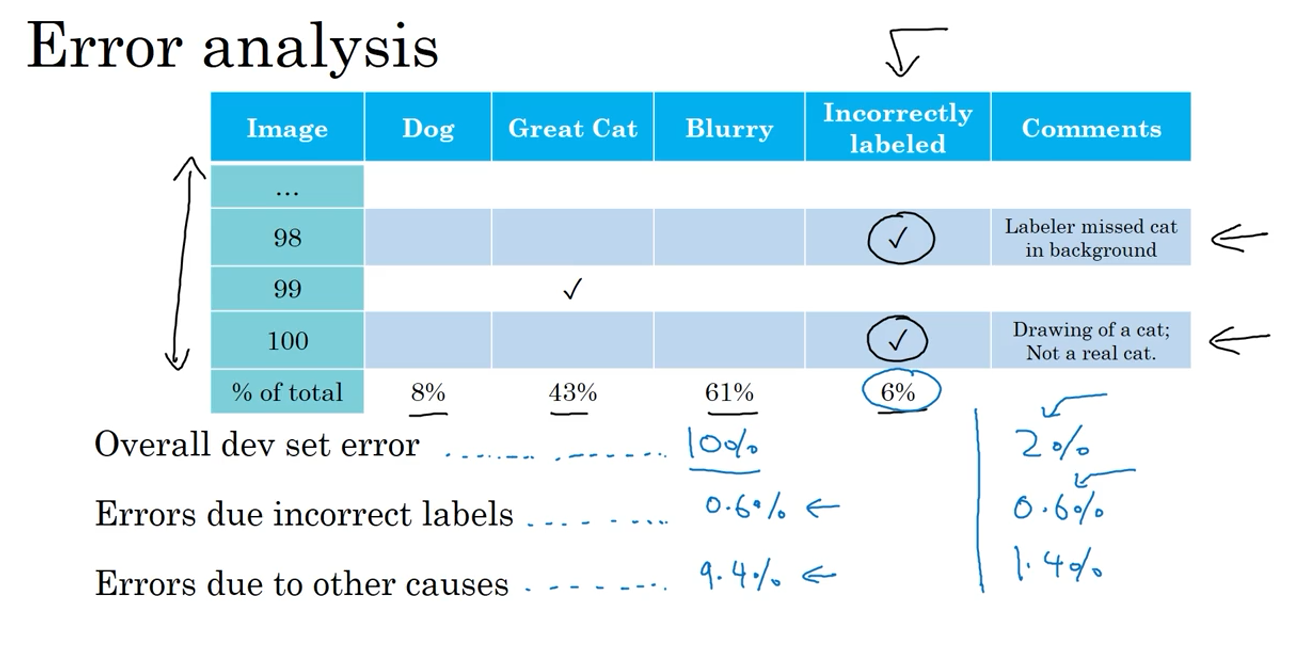 Error analysis
Image Dog Great Cat Blurry Incorrectly labeled Comments
...
98 ✓ Labeler missed cat in background
99 ✓
100 ✓ Drawing of a cat; Not a real cat.
% of total 8% 43% 61% 6%
Overall dev set error 10% 2%
Errors due incorrect labels 0.6% 0.6%
Errors due to other causes 9.4% 1.4%